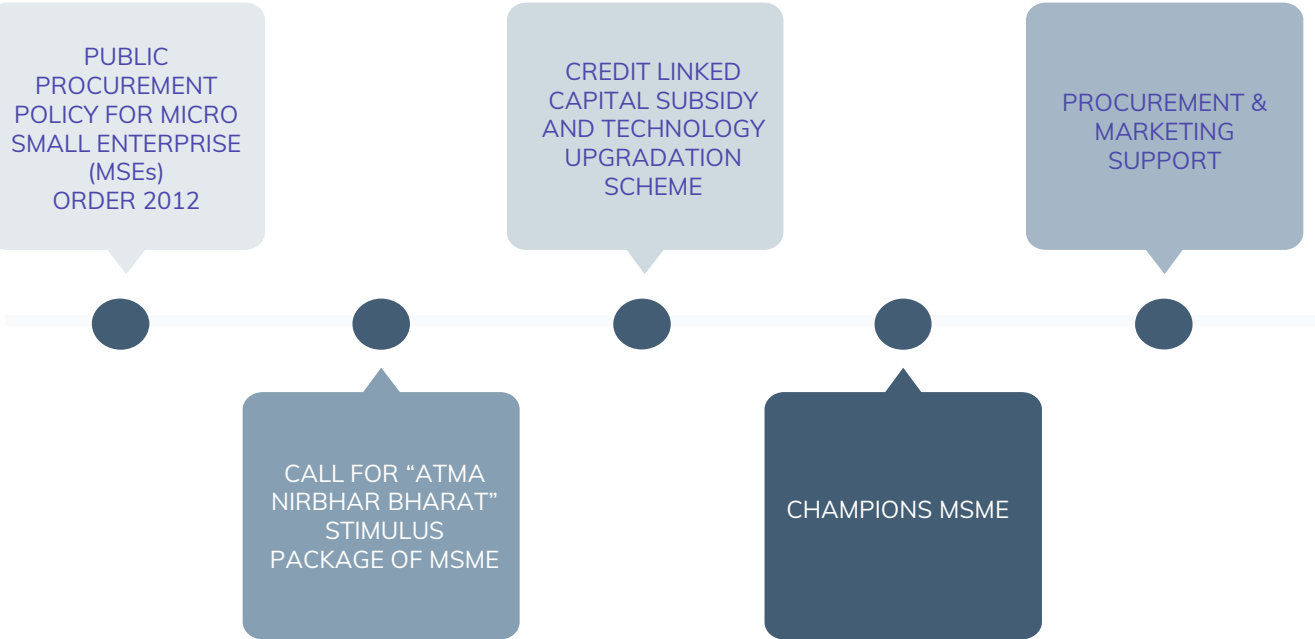 PUBLIC
PROCUREMENT
POLICY FOR MICRO
SMALL ENTERPRISE
(MSEs)
ORDER 2012
CALL FOR “ATMA
NIRBHAR BHARAT”
STIMULUS
PACKAGE OF MSME
CREDIT LINKED
CAPITAL SUBSIDY
AND TECHNOLOGY
UPGRADATION
SCHEME
CHAMPIONS MSME
PROCUREMENT &
MARKETING
SUPPORT